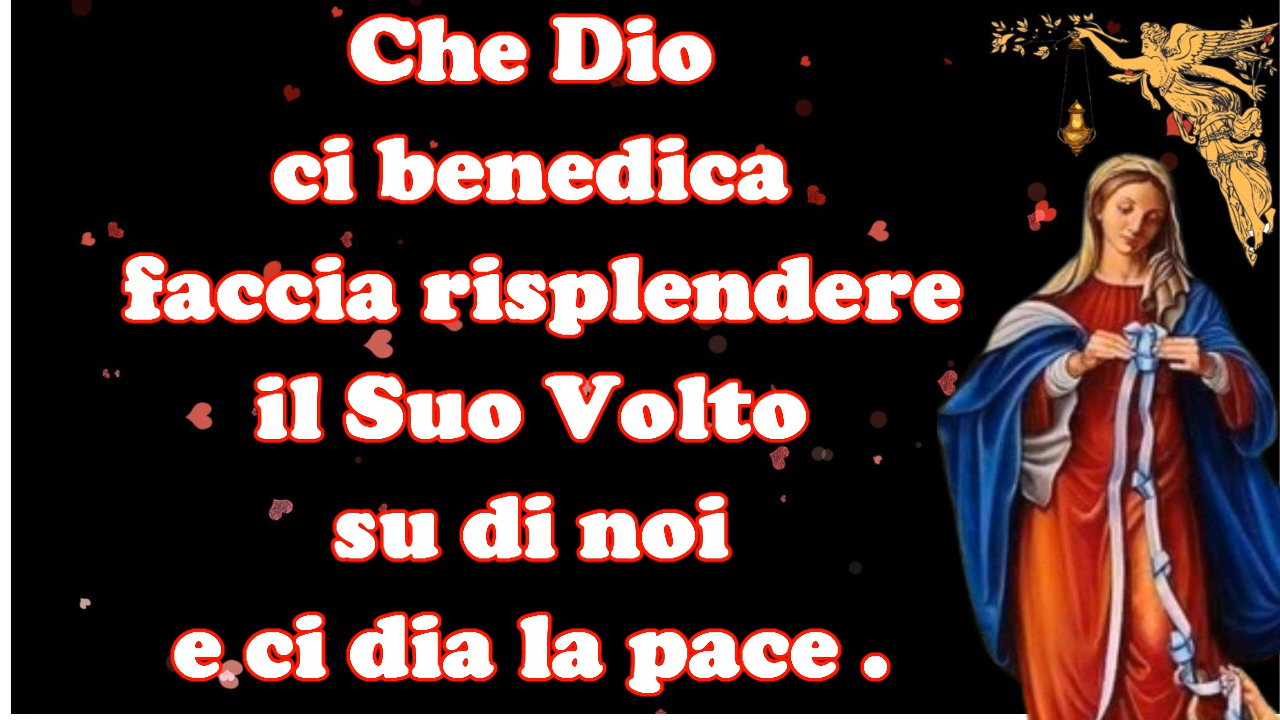 Che Dio
ci benedica
faccia risplendere
il Suo Volto
su di noi
e ci dia la pace .